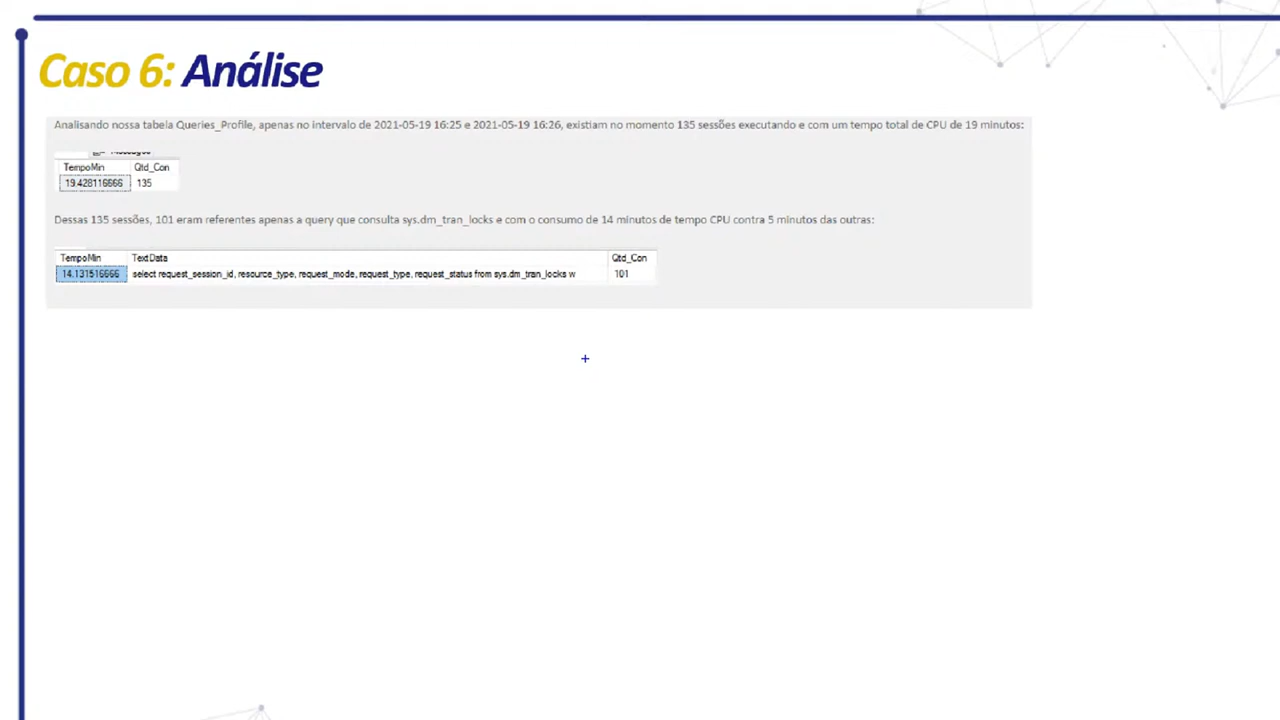 Caso 6: Análise
Analisando nossa tabela Queries_Profile, apenas no intervalo de 2021-05-19 16:25 e 2021-05-19 16:26, existiam no momento 135 sessões executando e com um tempo total de CPU de 19 minutos:
TempoMin Qtd_Con
19.428116666 135
Dessas 135 sessões, 101 eram referentes apenas a query que consulta sys.dm_tran_locks e com o consumo de 14 minutos de tempo CPU contra 5 minutos das outras:
TempoMin TextData Qtd_Con
14.131516666 select request_session_id, resource_type, request_mode, request_type, request_status from sys.dm_tran_locks w 101